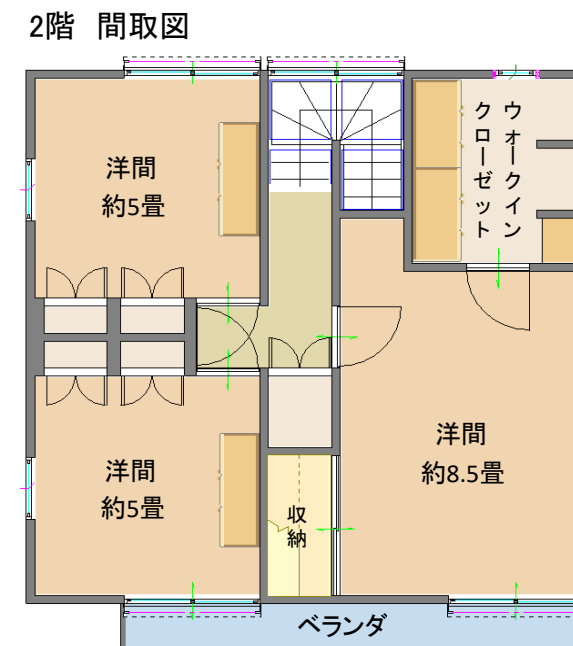 2階 間取図
洋間
約5畳
ウォークイン
クローゼット
洋間
約5畳
洋間
約8.5畳
収納
ベランダ